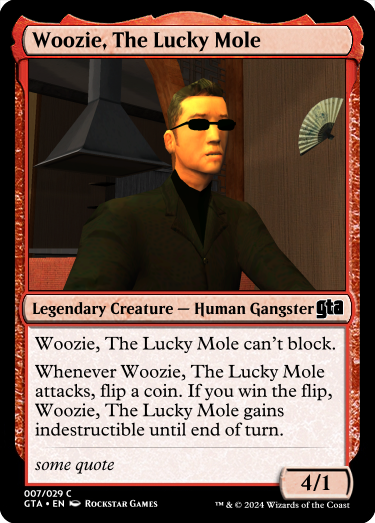 Woozie, The Lucky Mole
Legendary Creature — Human Gangster gta
Woozie, The Lucky Mole can't block.
Whenever Woozie, The Lucky Mole
attacks, flip a coin. If you win the flip,
Woozie, The Lucky Mole gains
indestructible until end of turn.
some quote
4/1
007/029 C
GTA • EN Rockstar Games
™ & © 2024 Wizards of the Coast